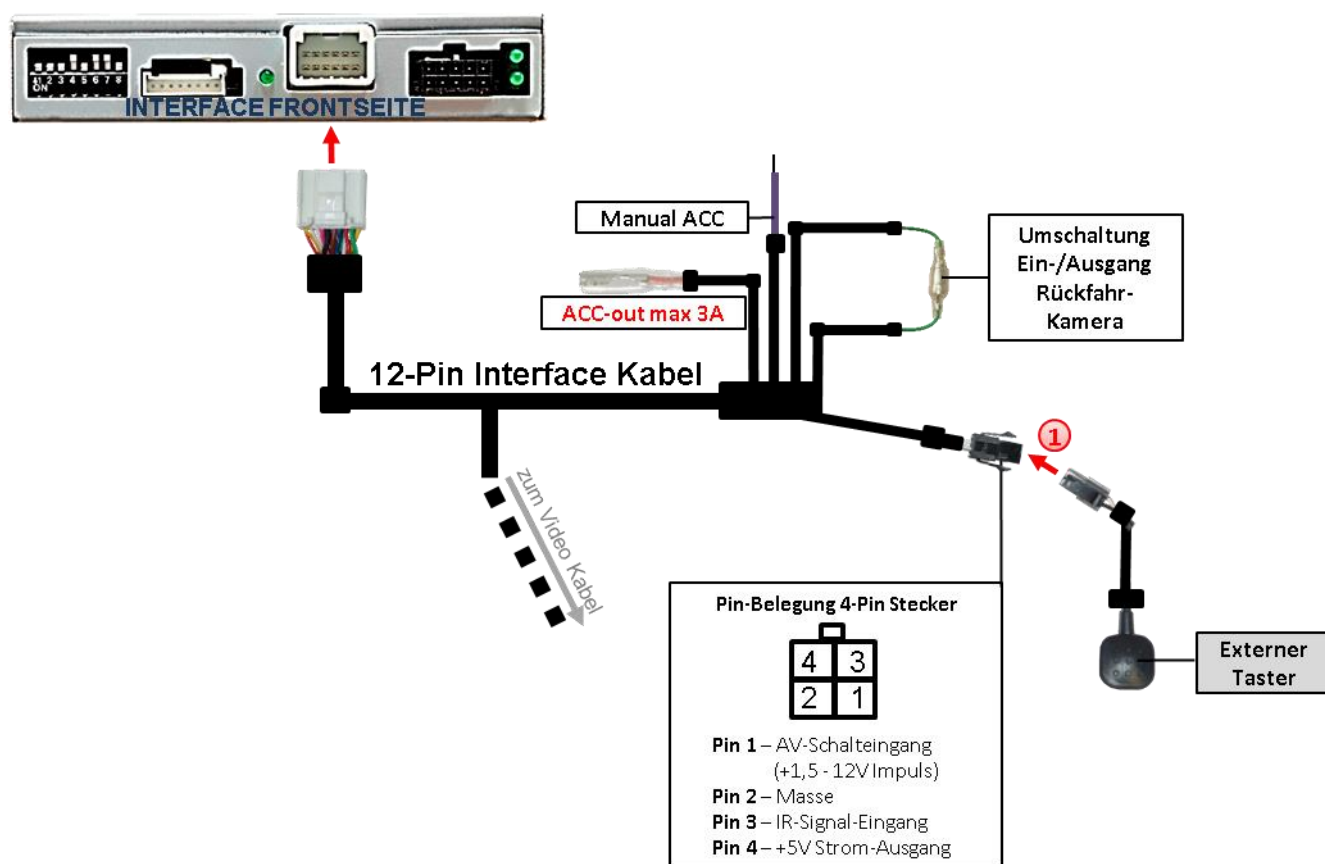 1 2 3 4 5 6 7 8
ON
INTERFACE FRONTSEITE
Manual ACC
ACC-out max 3A
Umschaltung
Ein-/Ausgang
Rückfahr-
Kamera
12-Pin Interface Kabel
1
zum Video Kabel
Pin-Belegung 4-Pin Stecker
4 3
2 1
Pin 1 – AV-Schalteingang
(+1,5 - 12V Impuls)
Pin 2 – Masse
Pin 3 – IR-Signal-Eingang
Pin 4 – +5V Strom-Ausgang
Externer
Taster